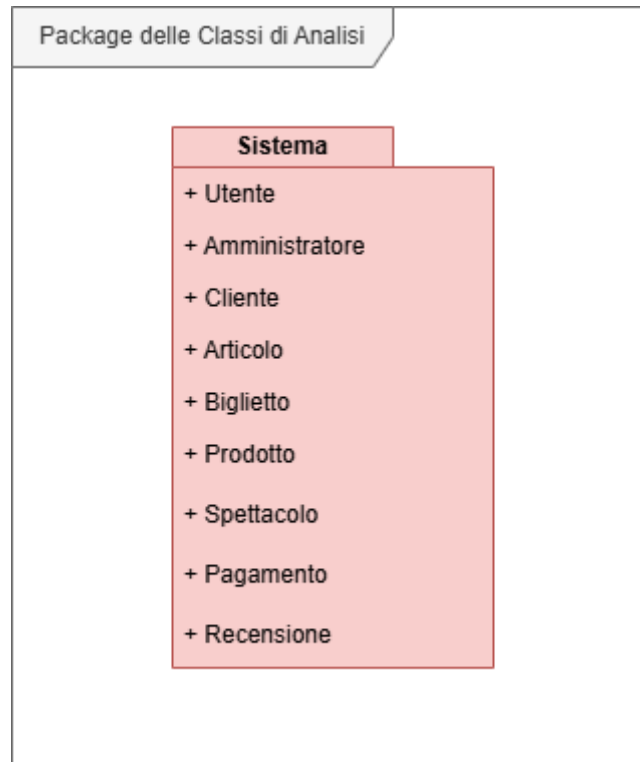 Package delle Classi di Analisi
Sistema
+ Utente
+ Amministratore
+ Cliente
+ Articolo
+ Biglietto
+ Prodotto
+ Spettacolo
+ Pagamento
+ Recensione